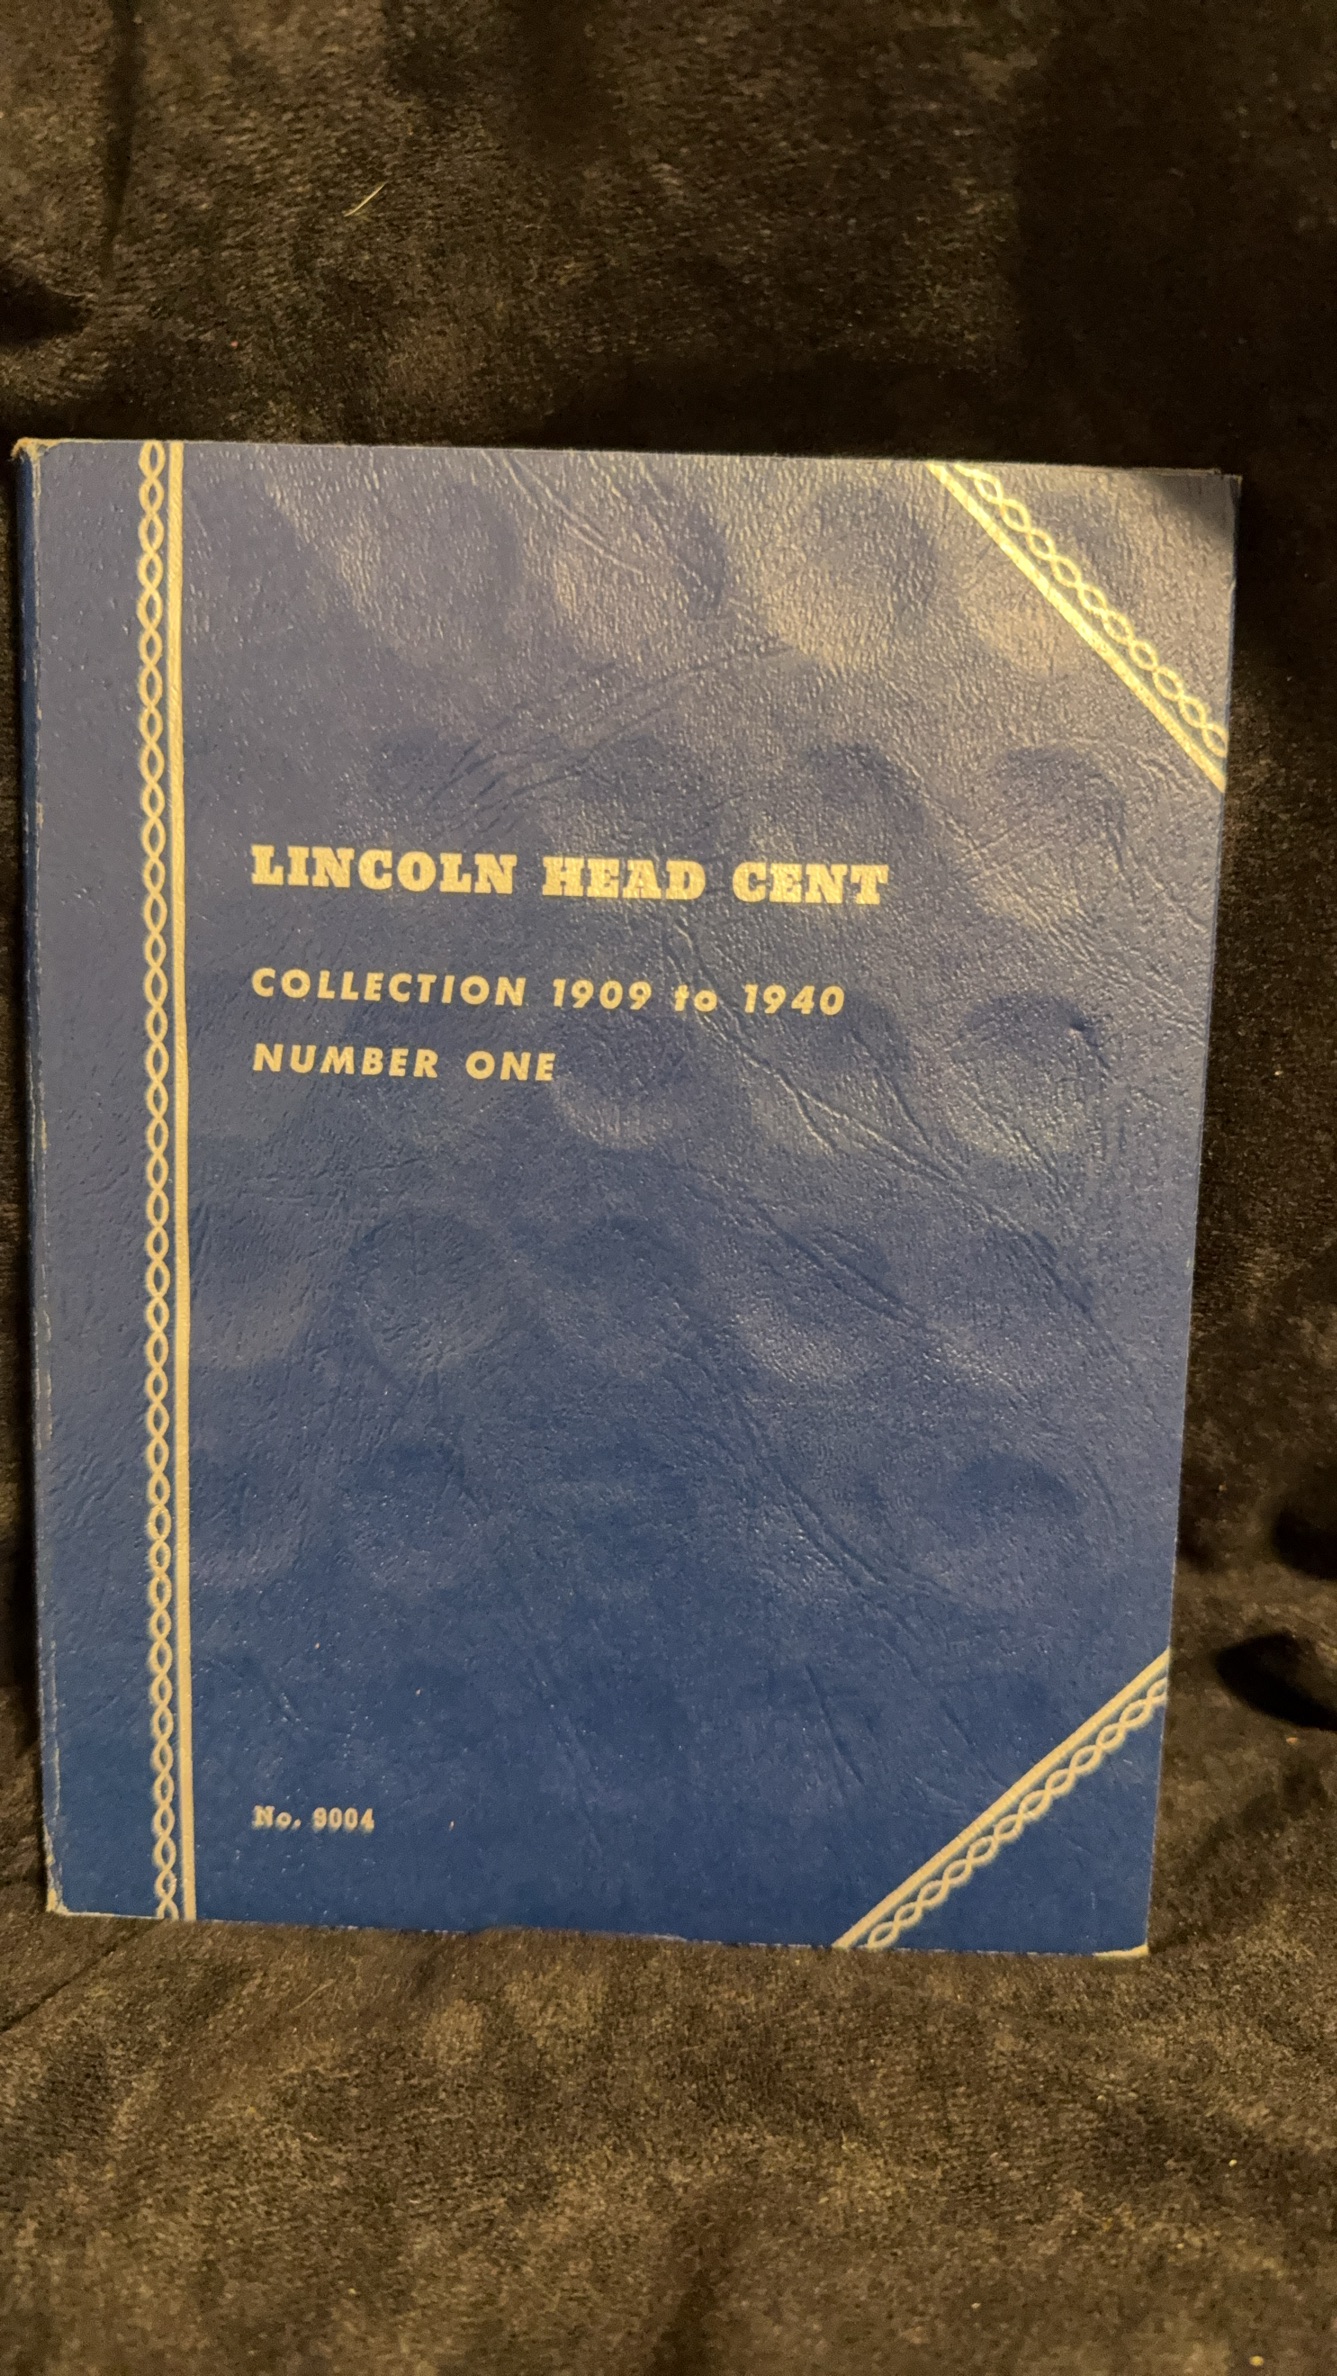 LINCOLN HEAD CENT
COLLECTION 1909 to 1940
NUMBER ONE
No. 9004